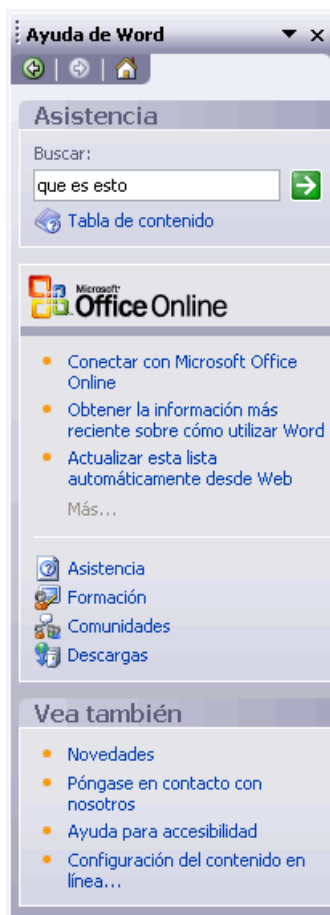 Ayuda de Word
Asistencia
Buscar:
que es esto
Tabla de contenido
Microsoft
Office Online
Conectar con Microsoft Office
Online
Obtener la información más
reciente sobre cómo utilizar Word
Actualizar esta lista
automáticamente desde Web
Más...
Asistencia
Formación
Comunidades
Descargas
Vea también
Novedades
Póngase en contacto con
nosotros
Ayuda para accesibilidad
Configuración del contenido en
línea...